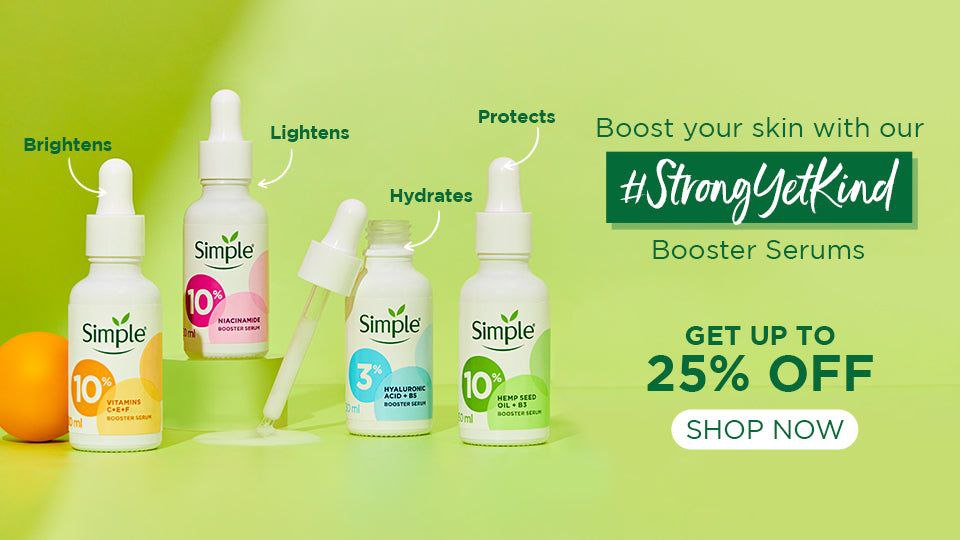 Brightens
Lightens
Hydrates
Protects
Boost your skin with our
#StrongYetKind
Booster Serums
GET UP TO
25% OFF
SHOP NOW
Simple®
10%
VITAMINS
C+E+F
BOOSTER SERUM
Simple®
10%
NIACINAMIDE
BOOSTER SERUM
Simple®
3%
HYALURONIC
ACID + B5
BOOSTER SERUM
Simple®
10%
HEMP SEED
OIL + B3
BOOSTER SERUM